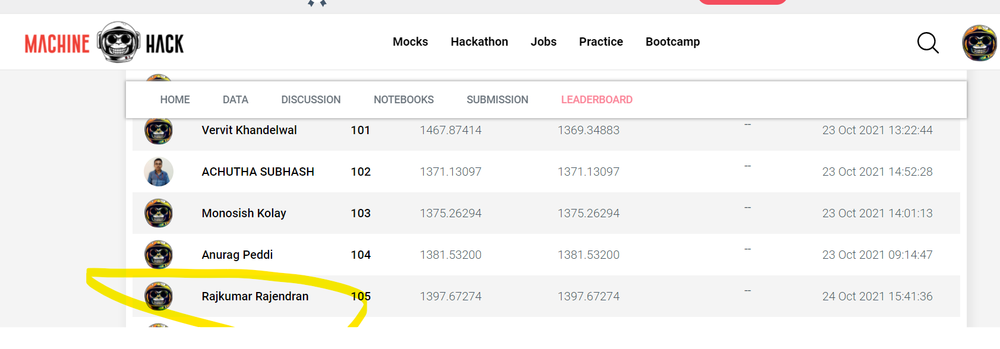 MACHINE HACK Mocks Hackathon Jobs Practice Bootcamp
HOME DATA DISCUSSION NOTEBOOKS SUBMISSION LEADERBOARD
Vervit Khandelwal 101 1467.87414 1369.34883 -- 23 Oct 2021 13:22:44
ACHUTHA SUBHASH 102 1371.13097 1371.13097 -- 23 Oct 2021 14:52:28
Monosish Kolay 103 1375.26294 1375.26294 -- 23 Oct 2021 14:01:13
Anurag Peddi 104 1381.53200 1381.53200 -- 23 Oct 2021 09:14:47
Rajkumar Rajendran 105 1397.67274 1397.67274 -- 24 Oct 2021 15:41:36